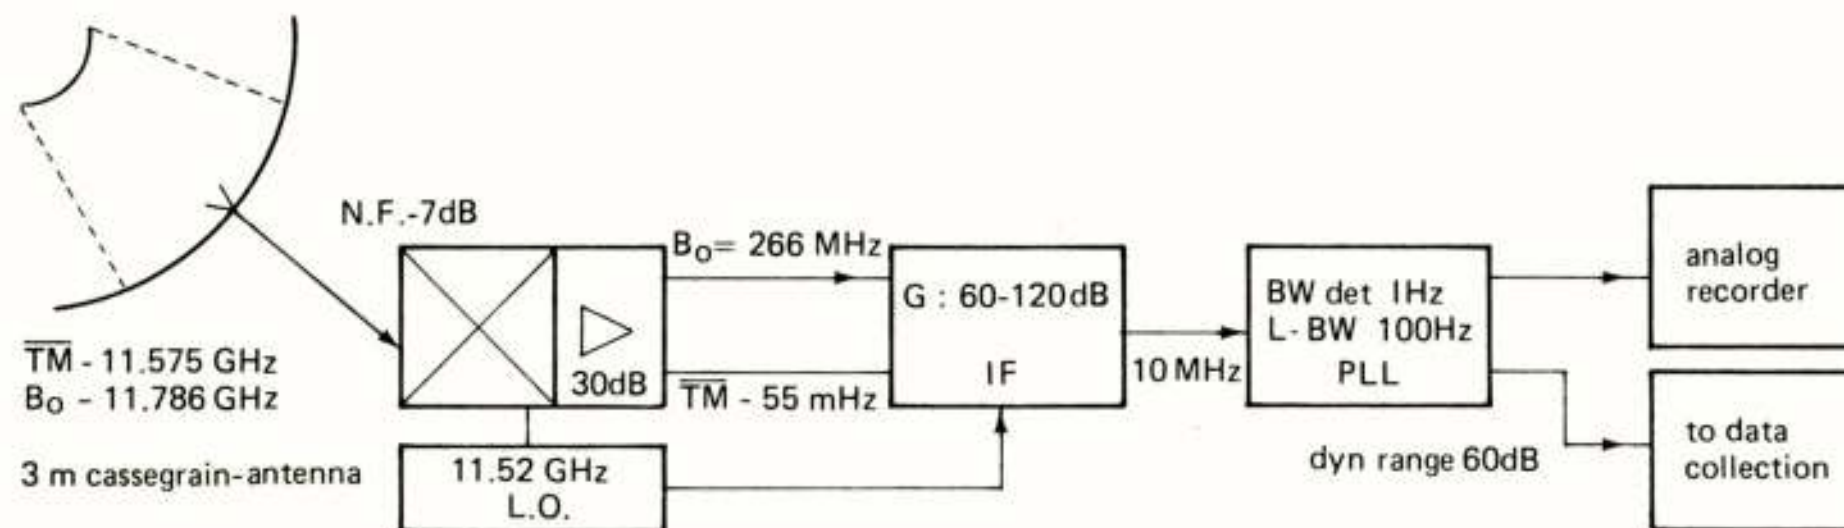 N.F.-7dB
TM̅ - 11.575 GHz
B₀ - 11.786 GHz
3 m cassegrain-antenna
30dB
11.52 GHz
L.O.
B₀= 266 MHz
TM̅ - 55 mHz
G : 60-120dB
IF
10 MHz
BW det 1Hz
L-BW 100Hz
PLL
dyn range 60dB
analog
recorder
to data
collection